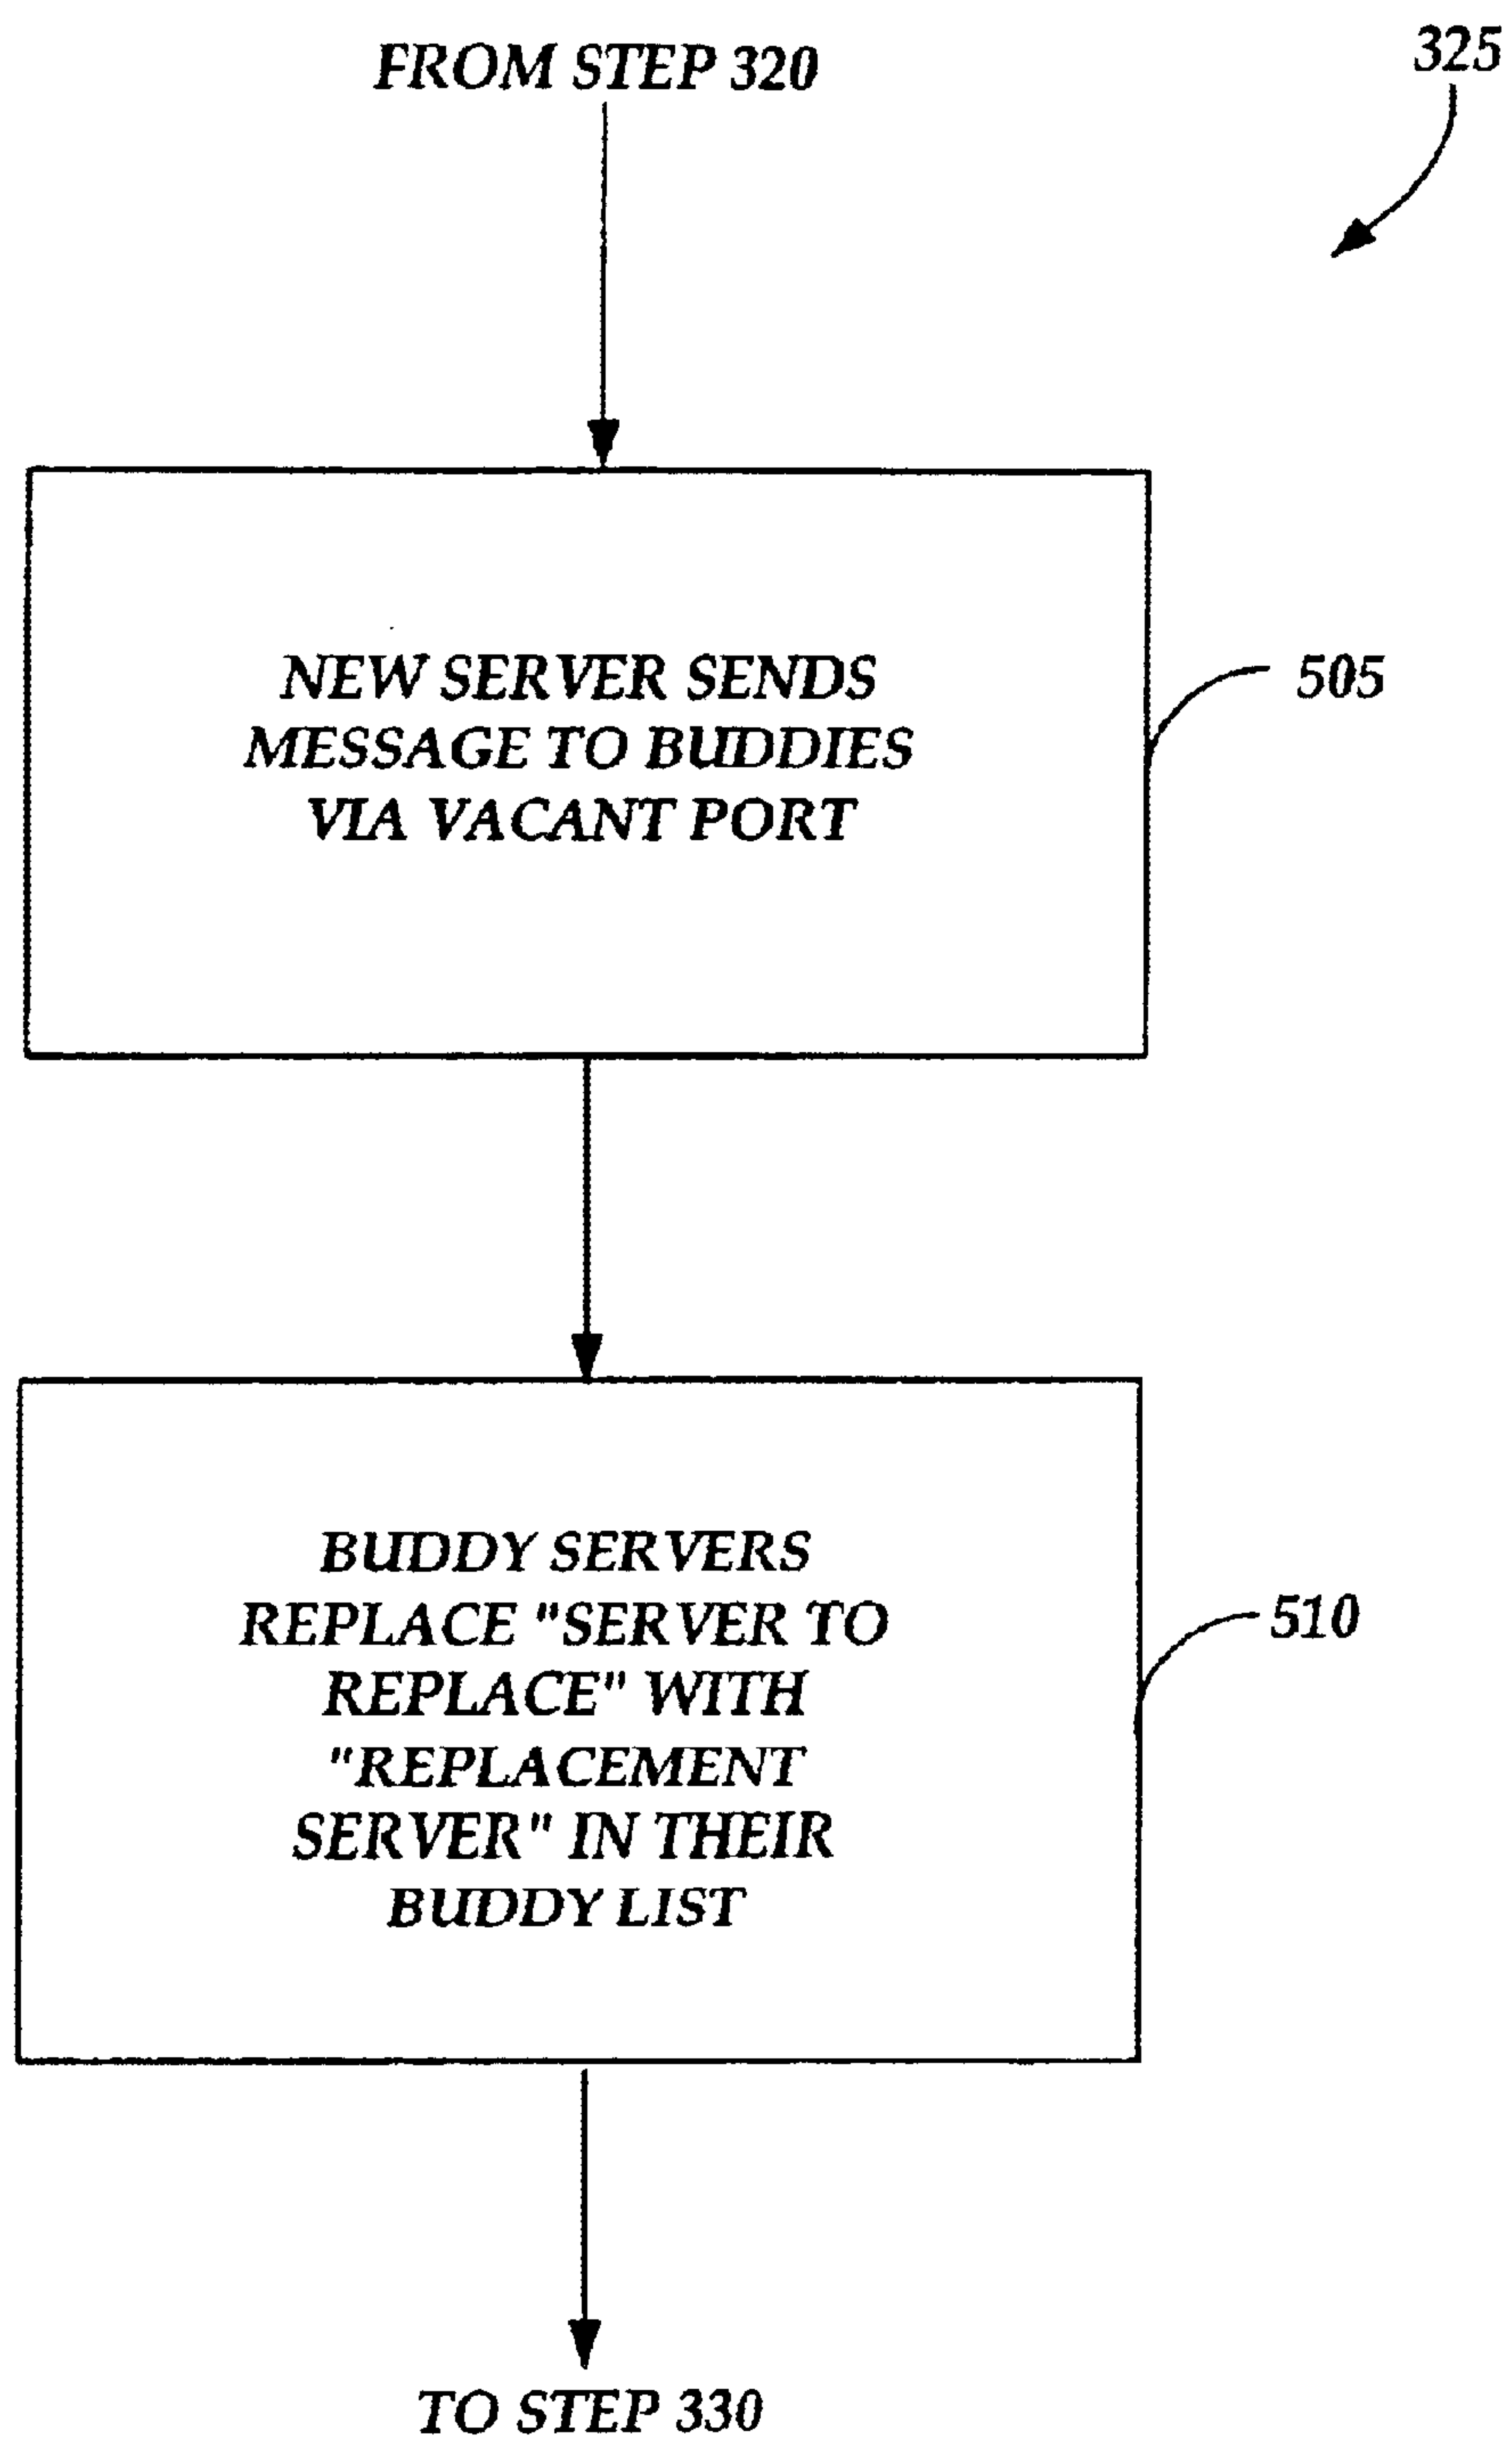 FROM STEP 320
325
NEW SERVER SENDS
MESSAGE TO BUDDIES
VIA VACANT PORT
505
BUDDY SERVERS
REPLACE "SERVER TO
REPLACE" WITH
"REPLACEMENT
SERVER" IN THEIR
BUDDY LIST
510
TO STEP 330